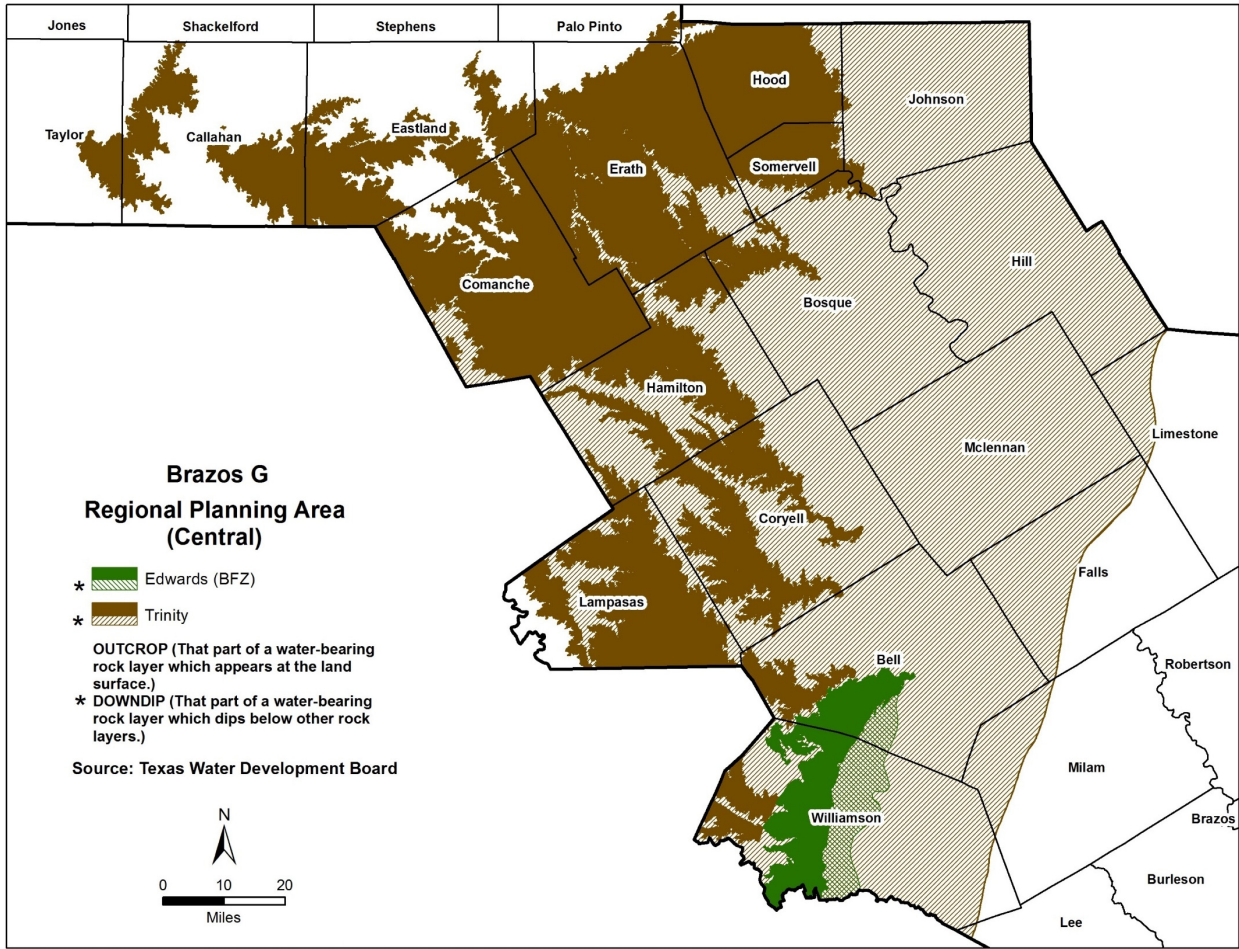 Jones
Shackelford
Stephens
Palo Pinto
Hood
Johnson
Taylor
Callahan
Eastland
Erath
Somervell
Comanche
Hill
Bosque
Hamilton
Mclennan
Limestone
Coryell
Falls
Lampasas
Bell
Robertson
Milam
Williamson
Brazos
Burleson
Lee
Brazos G
Regional Planning Area
(Central)
* Edwards (BFZ)
* Trinity
OUTCROP (That part of a water-bearing
rock layer which appears at the land
surface.)
* DOWNDIP (That part of a water-bearing
rock layer which dips below other rock
layers.)
Source: Texas Water Development Board
N
0 10 20
Miles